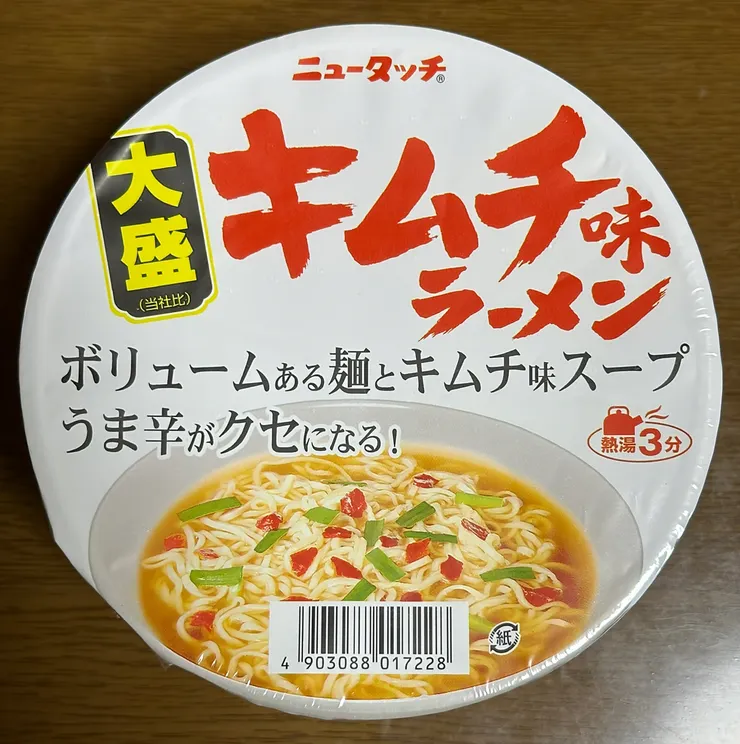 ニュータッチ®
大盛
(当社比)
キムチ味
ラーメン
ボリュームある麺とキムチ味スープ
うま辛がクセになる!
熱湯3分
紙
4 903088 017228